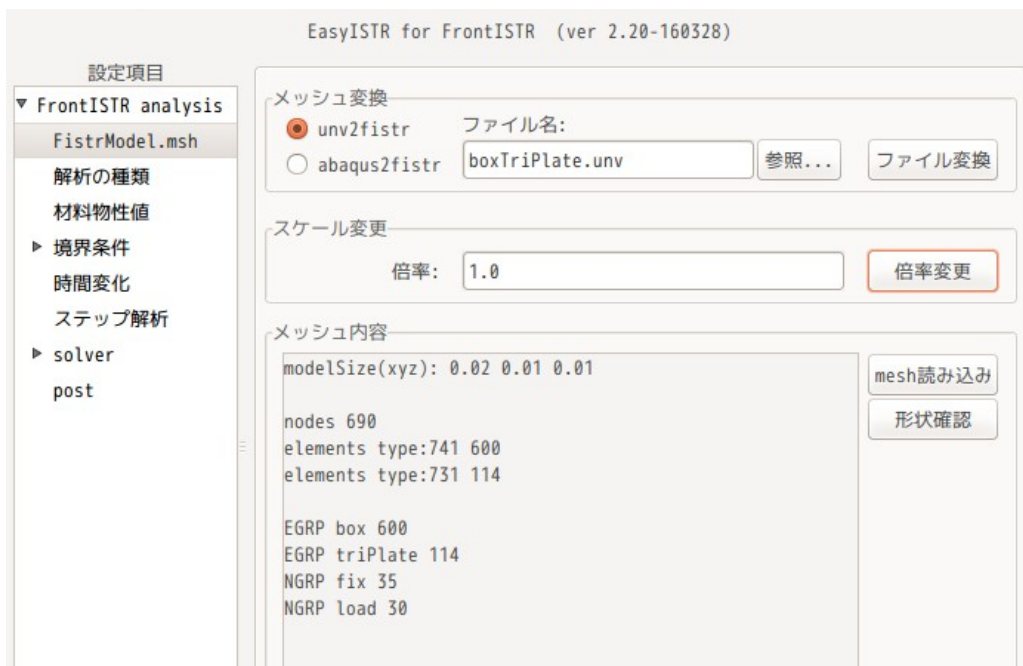 EasyISTR for FrontISTR (ver 2.20-160328)
設定項目
FrontISTR analysis
FistrModel.msh
解析の種類
材料物性値
境界条件
時間変化
ステップ解析
solver
post
メッシュ変換
unv2fistr
abaqus2fistr
ファイル名:
boxTriPlate.unv
参照...
ファイル変換
スケール変更
倍率:
1.0
倍率変更
メッシュ内容
modelSize(xyz): 0.02 0.01 0.01
nodes 690
elements type:741 600
elements type:731 114
EGRP box 600
EGRP triPlate 114
NGRP fix 35
NGRP load 30
mesh読み込み
形状確認